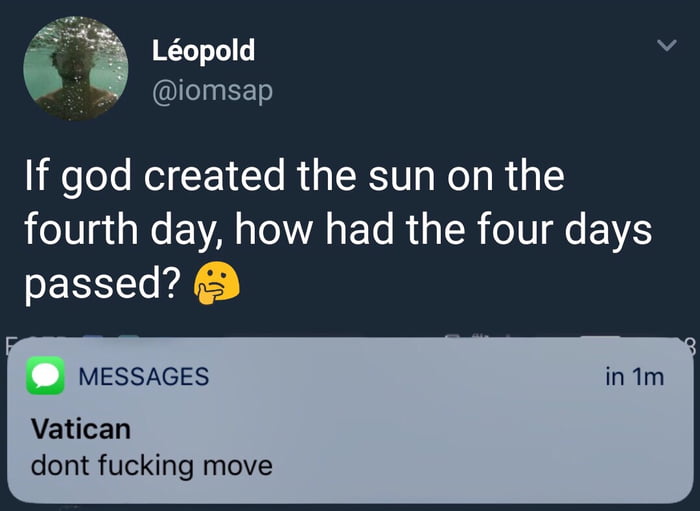 Léopold
@iomsap
If god created the sun on the
fourth day, how had the four days
passed? 🤔
MESSAGES in 1m
Vatican
dont fucking move